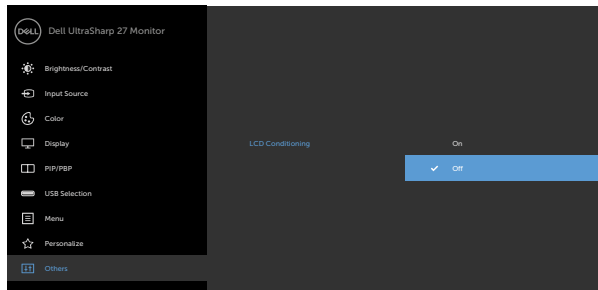 DELL
Dell UltraSharp 27 Monitor
Brightness/Contrast
Input Source
Color
Display
LCD Conditioning
On
Off
PIP/PBP
USB Selection
Menu
Personalize
Others